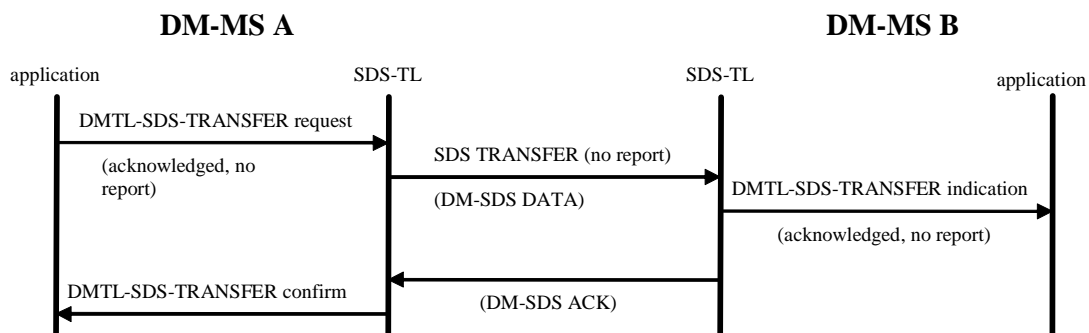 DM-MS A
DM-MS B
application
SDS-TL
SDS-TL
application
DMTL-SDS-TRANSFER request
(acknowledged, no
report)
SDS TRANSFER (no report)
(DM-SDS DATA)
DMTL-SDS-TRANSFER indication
(acknowledged, no report)
(DM-SDS ACK)
DMTL-SDS-TRANSFER confirm